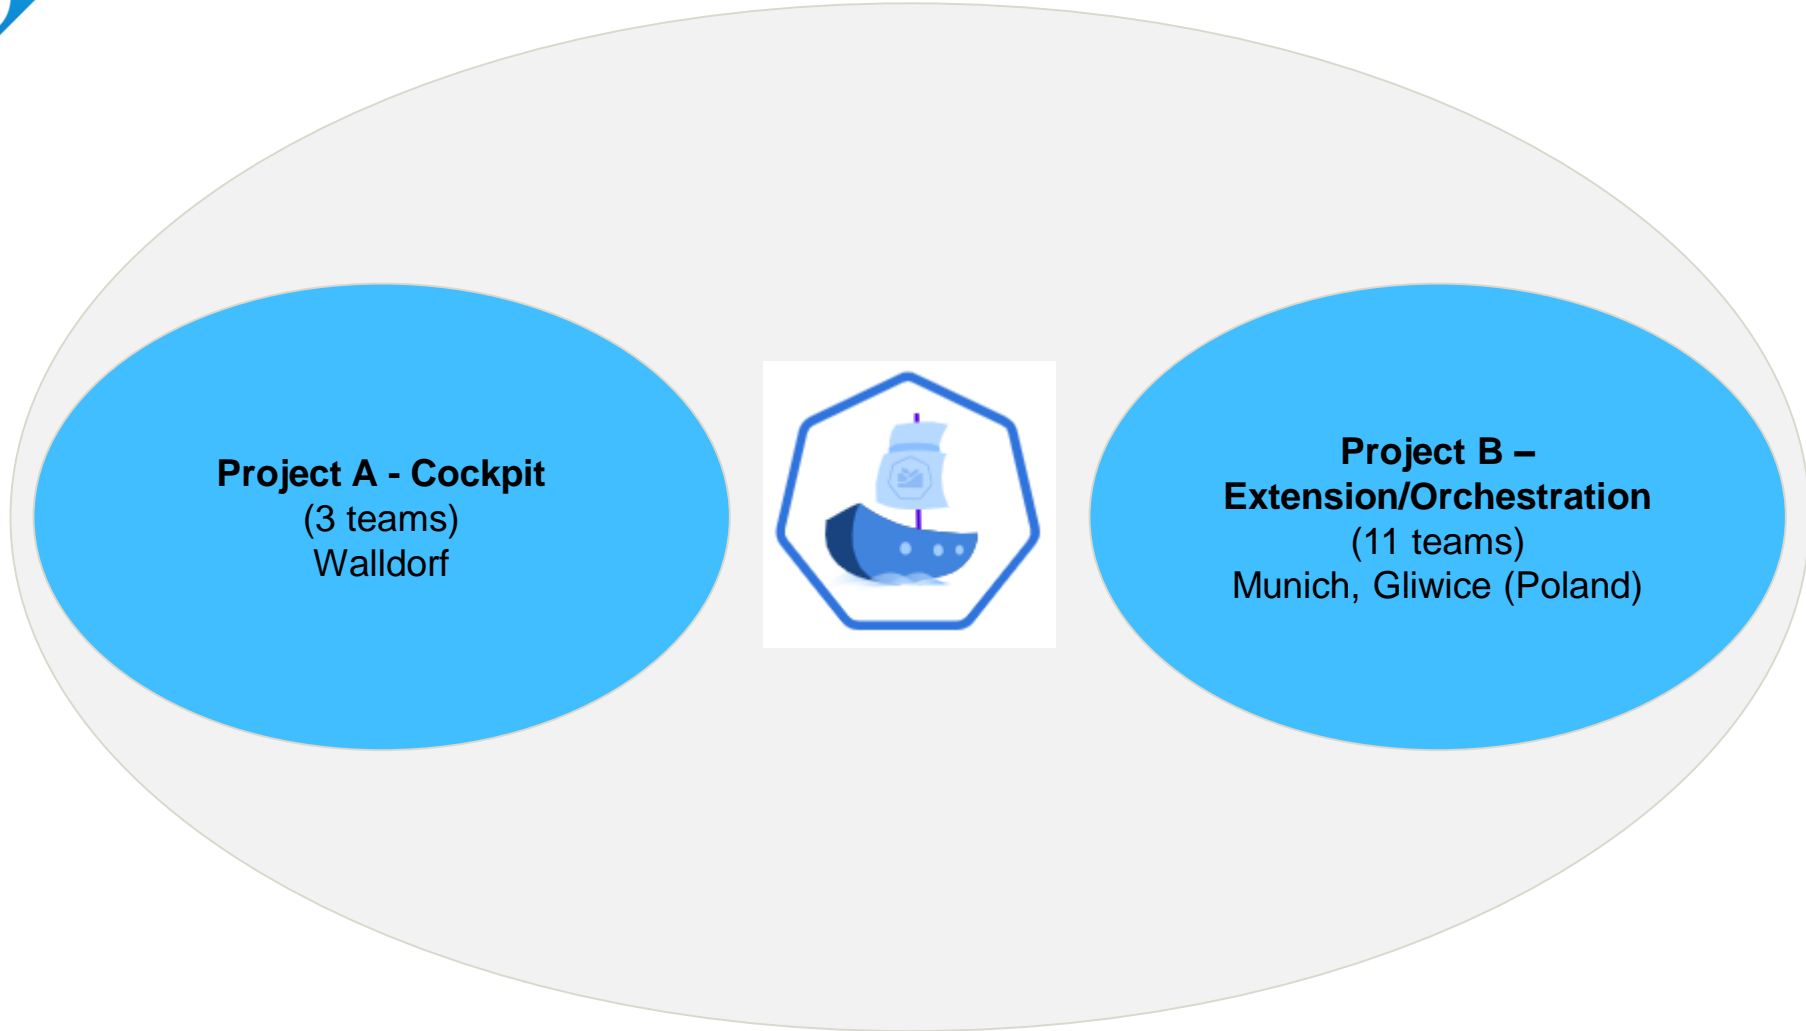 Project A - Cockpit
(3 teams)
Walldorf
Project B –
Extension/Orchestration
(11 teams)
Munich, Gliwice (Poland)